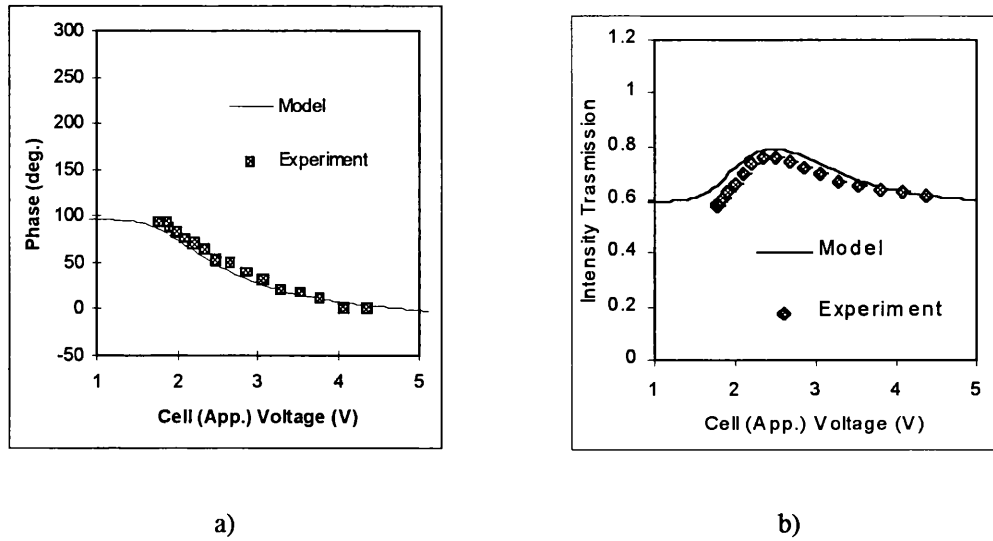 300
250
200
150
100
50
0
-50
Phase (deg.)
Model
Experiment
1 2 3 4 5
Cell (App.) Voltage (V)
a)
1.2
1
0.8
0.6
0.4
0.2
0
Intensity Trasmission
Model
Experiment
1 2 3 4 5
Cell (App.) Voltage (V)
b)